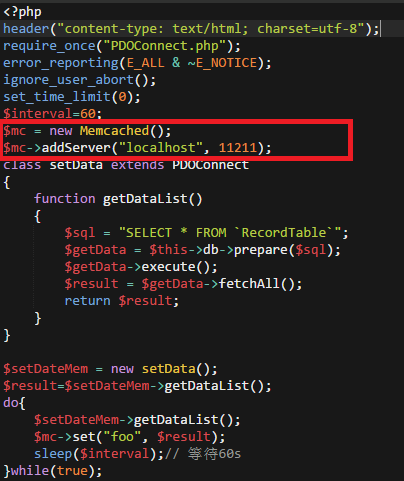 <?php
header("content-type: text/html; charset=utf-8");
require_once("PDOConnect.php");
error_reporting(E_ALL & ~E_NOTICE);
ignore_user_abort();
set_time_limit(0);
$interval=60;
$mc = new Memcached();
$mc->addServer("localhost", 11211);
class setData extends PDOConnect
{
    function getDataList()
    {
        $sql = "SELECT * FROM `RecordTable`";
        $getData = $this->db->prepare($sql);
        $getData->execute();
        $result = $getData->fetchAll();
        return $result;
    }
}

$setDateMem = new setData();
$result=$setDateMem->getDataList();
do{
    $setDateMem->getDataList();
    $mc->set("foo", $result);
    sleep($interval);// 等待60s
}while(true);